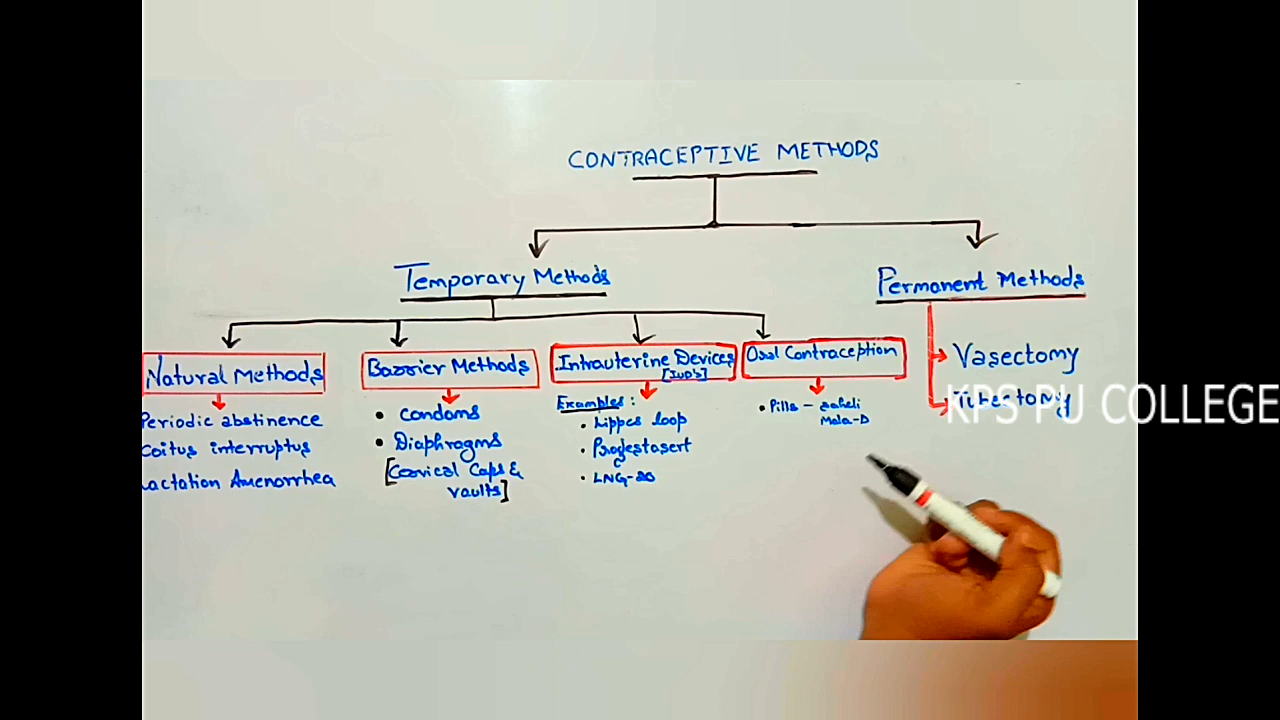 CONTRACEPTIVE METHODS
Temporary Methods
Permanent Methods
Natural Methods
Periodic abstinence
Coitus interruptus
Lactation Amenorrhea
Barrier Methods
• Condoms
• Diaphragms
[Cervical Caps &
vaults]
Intrauterine Devices
[IUD's]
Examples:
• Lippes loop
• Progestasert
• LNG-20
Oral Contraception
• Pills - Saheli
Mala-D
Vasectomy
Tubectomy
KPS PU COLLEGE